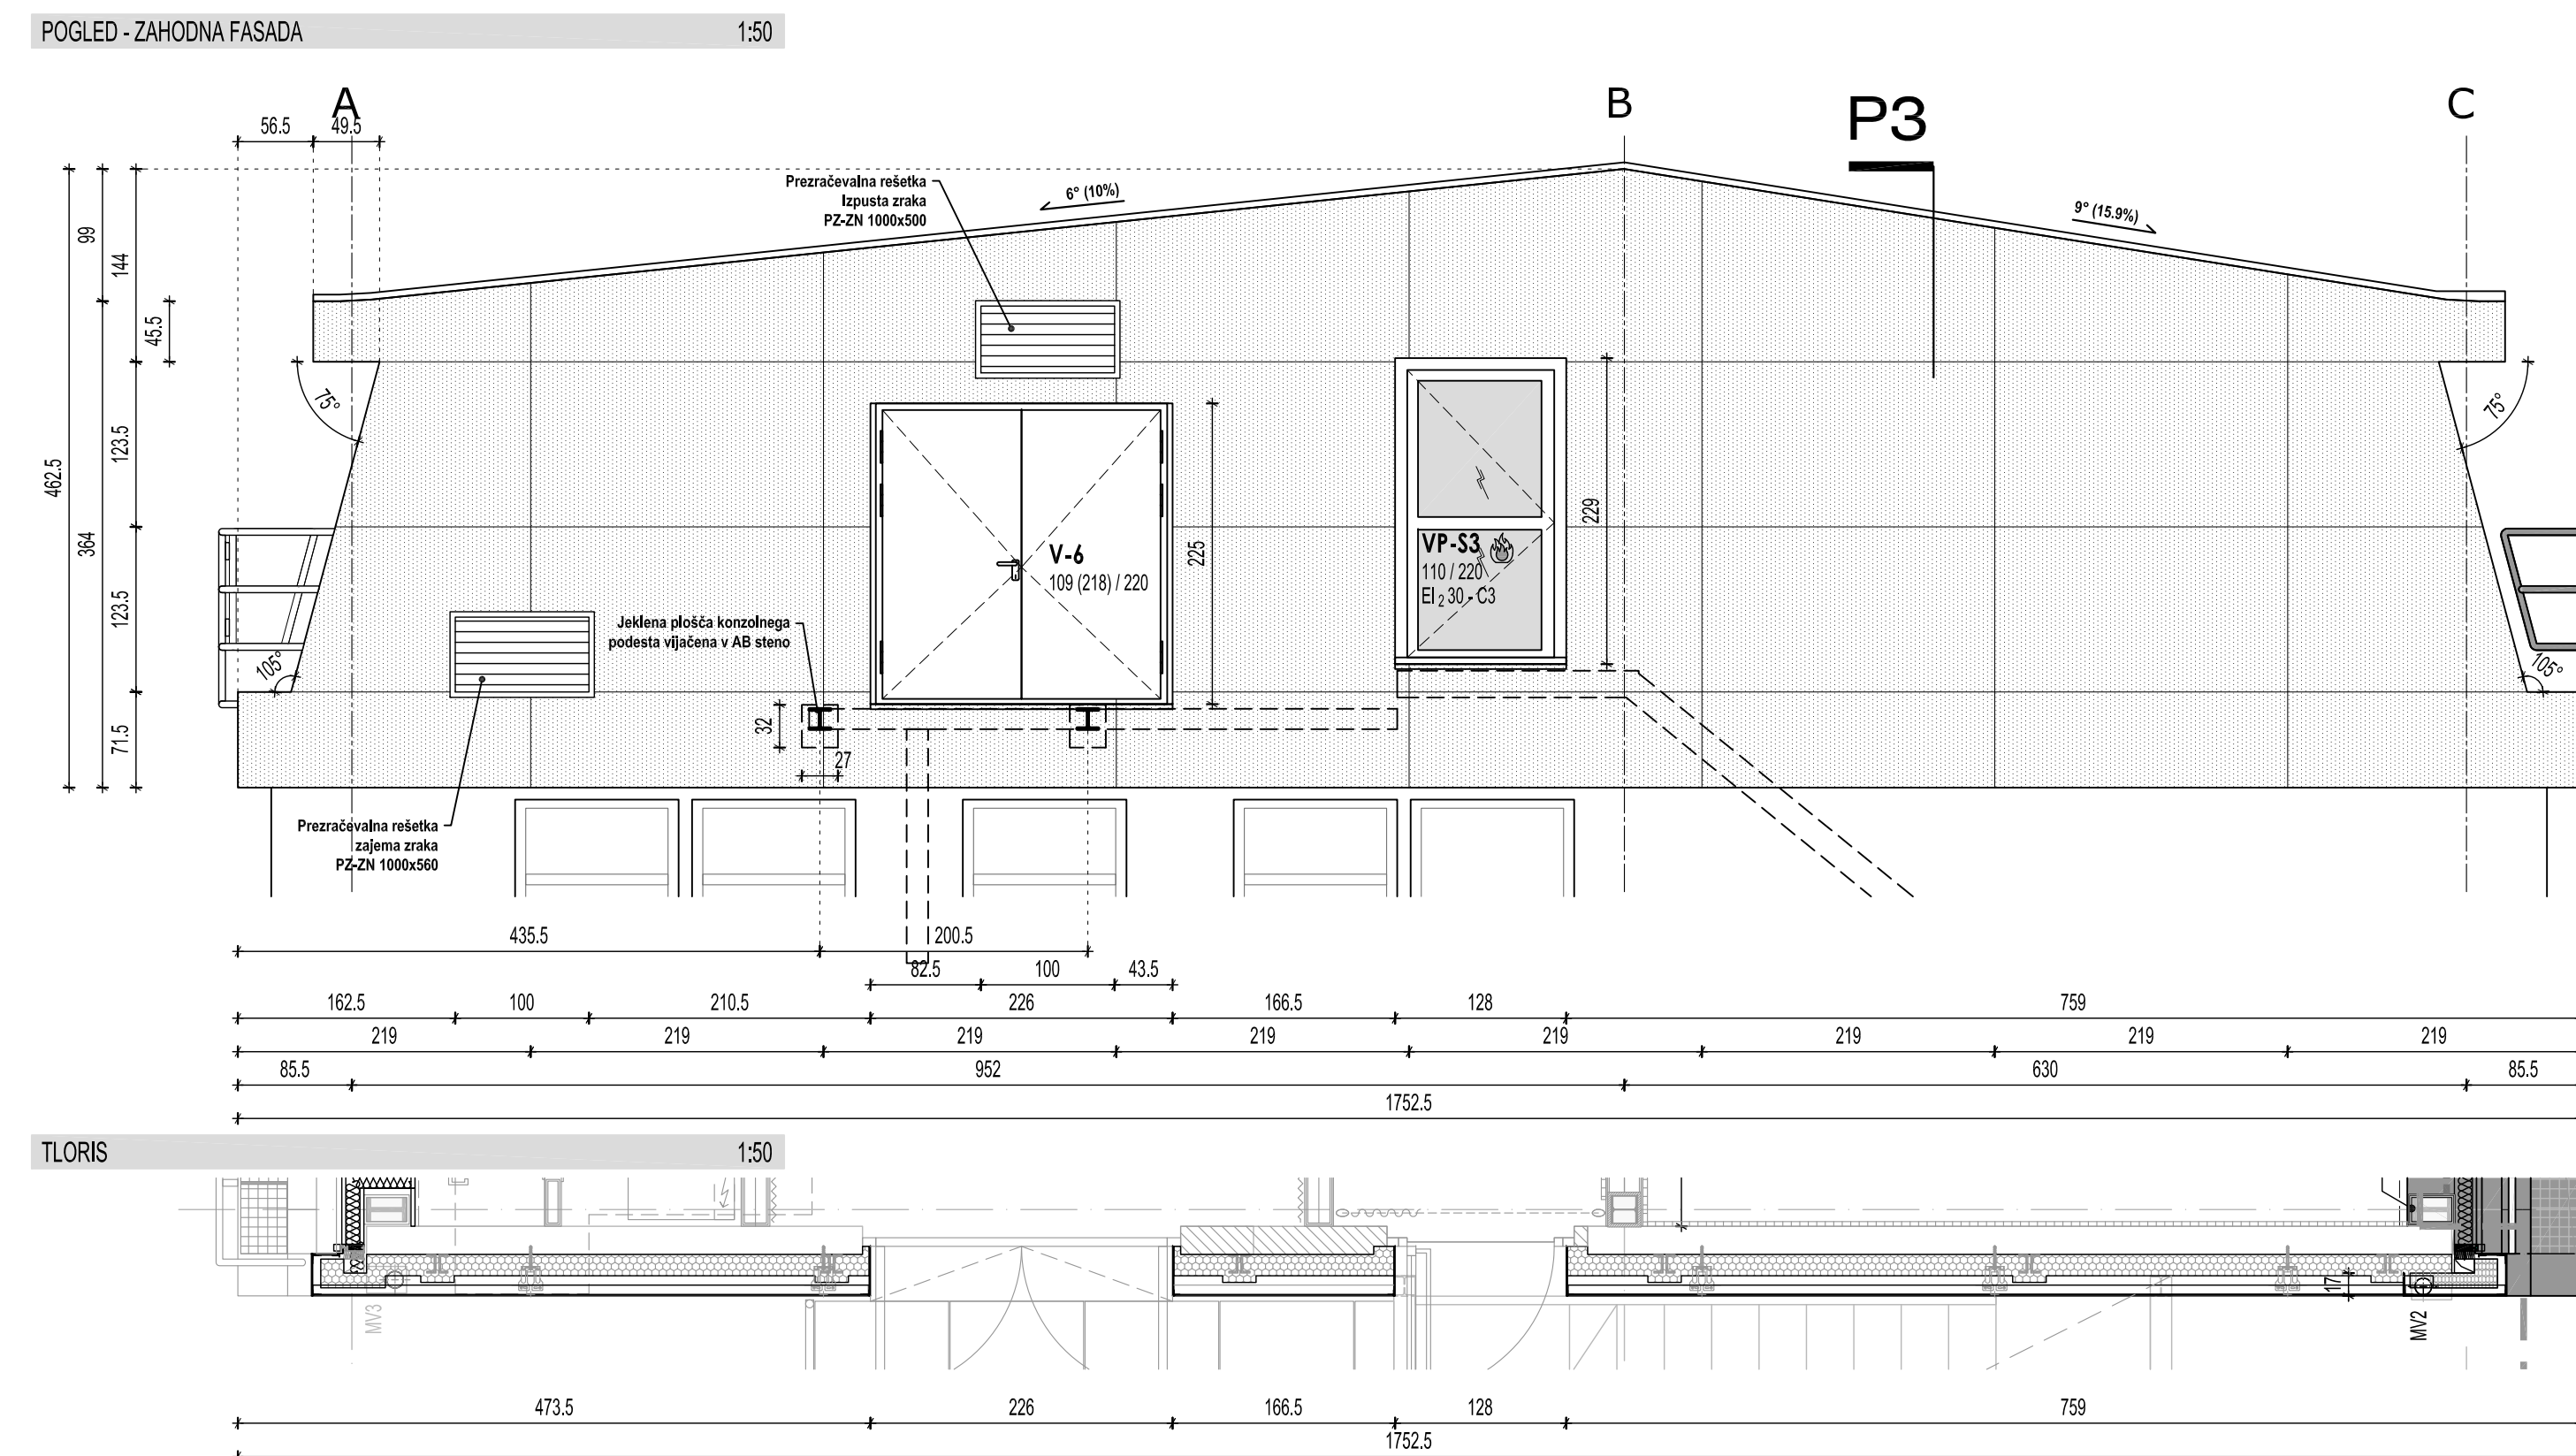 POGLED - ZAHODNA FASADA 1:50
A
B
P3
C
56.5 49.5
Prezračevalna rešetka
Izpusta zraka
PZ-ZN 1000x500
6° (10%)
9° (15.9%)
99
144
45.5
75°
75°
462.5
123.5
364
229
225
V-6
109 (218) / 220
VP-S3
110 / 220
EI 2 30 - C3
123.5
Jeklena plošča konzolnega
podesta vijačena v AB steno
105°
105°
71.5
32
27
Prezračevalna rešetka
zajema zraka
PZ-ZN 1000x560
435.5 200.5
82.5 100 43.5
162.5 100 210.5 226 166.5 128 759
219 219 219 219 219 219 219 219
85.5 952 630 85.5
1752.5
TLORIS 1:50
17
MV3
MV2
473.5 226 166.5 128 759
1752.5